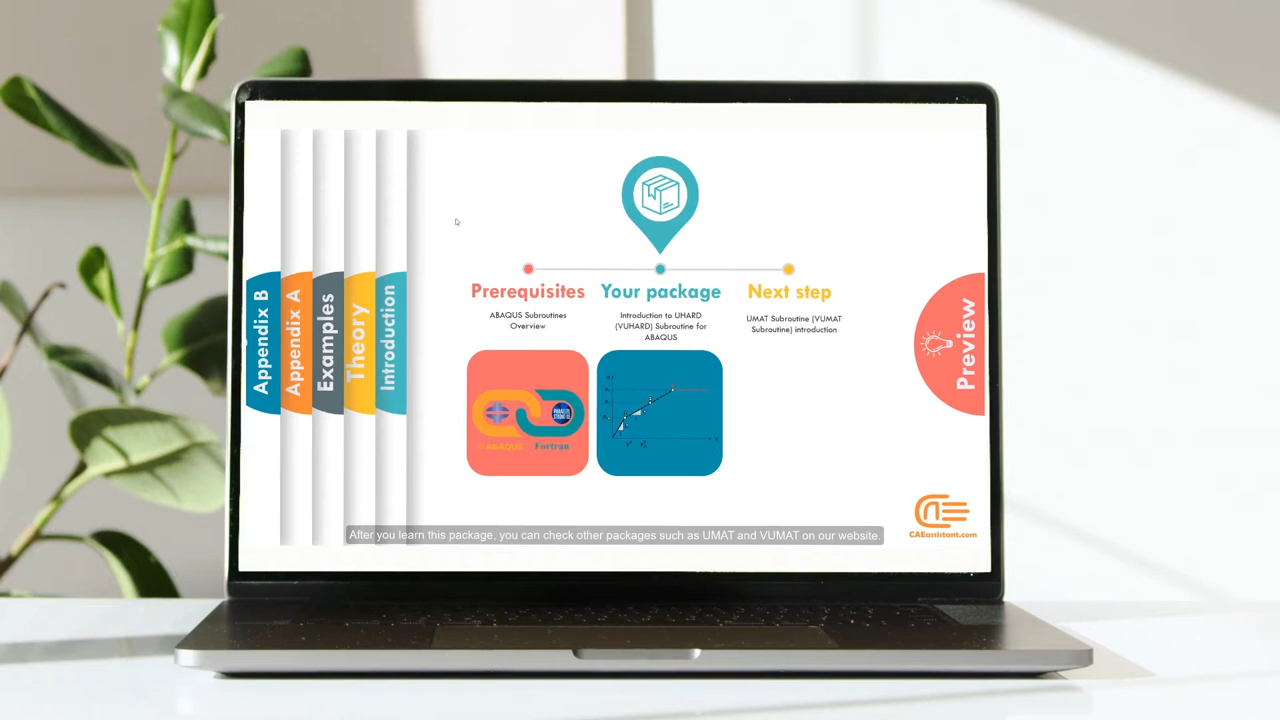 Appendix B
Appendix A
Examples
Theory
Introduction
Prerequisites
ABAQUS Subroutines
Overview
Your package
Introduction to UHARD
(VUHARD) Subroutine for
ABAQUS
Next step
UMAT Subroutine (VUMAT
Subroutine) introduction
Preview
ABAQUS
Fortran
CAEassistant.com
After you learn this package, you can check other packages such as UMAT and VUMAT on our website.